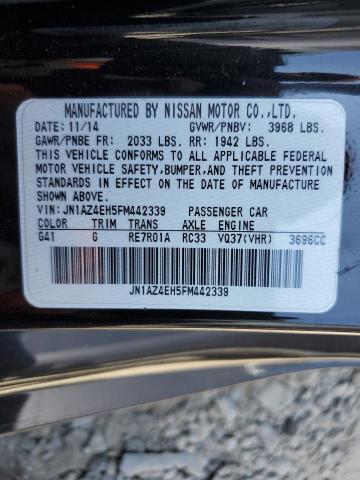 MANUFACTURED BY NISSAN MOTOR CO.,LTD.
DATE: 11/14 GVWR/PNBV: 3968 LBS.
GAWR/PNBE FR: 2033 LBS. RR: 1942 LBS.
THIS VEHICLE CONFORMS TO ALL APPLICABLE FEDERAL
MOTOR VEHICLE SAFETY,BUMPER,AND THEFT PREVENTION
STANDARDS IN EFFECT ON THE DATE OF MANUFACTURE
SHOWN ABOVE.
VIN: JN1AZ4EH5FM442339 PASSENGER CAR
COLOR TRIM TRANS AXLE ENGINE
G41 G RE7R01A RC33 VQ37(VHR) 3696CC
JN1AZ4EH5FM442339